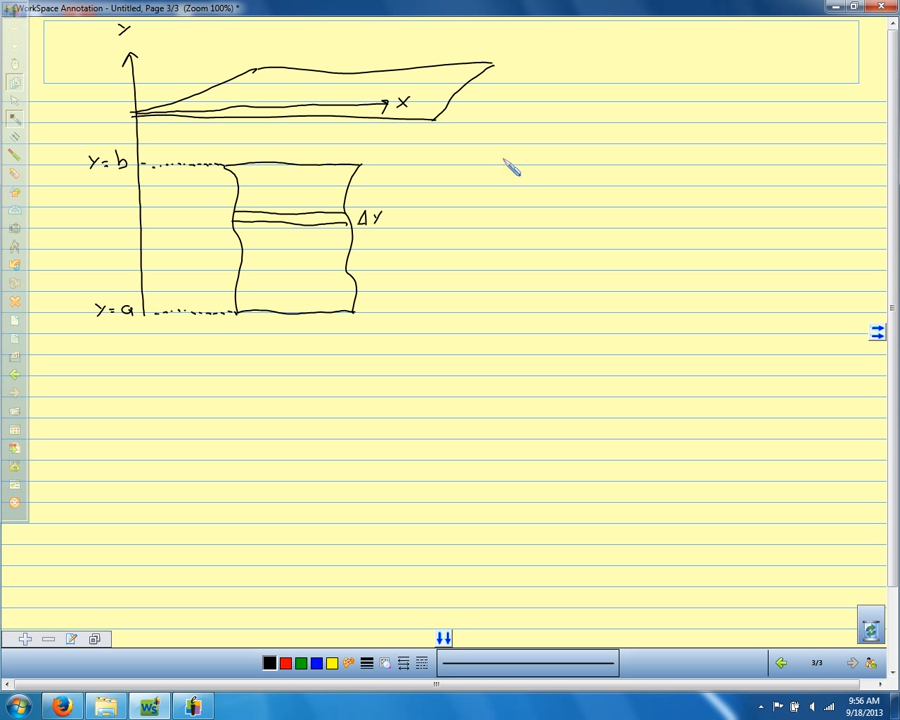 WorkSpace Annotation - Untitled, Page 3/3 (Zoom 100%) *
Y
X
Y = b
ΔY
Y = a
3/3
9:56 AM
9/18/2013